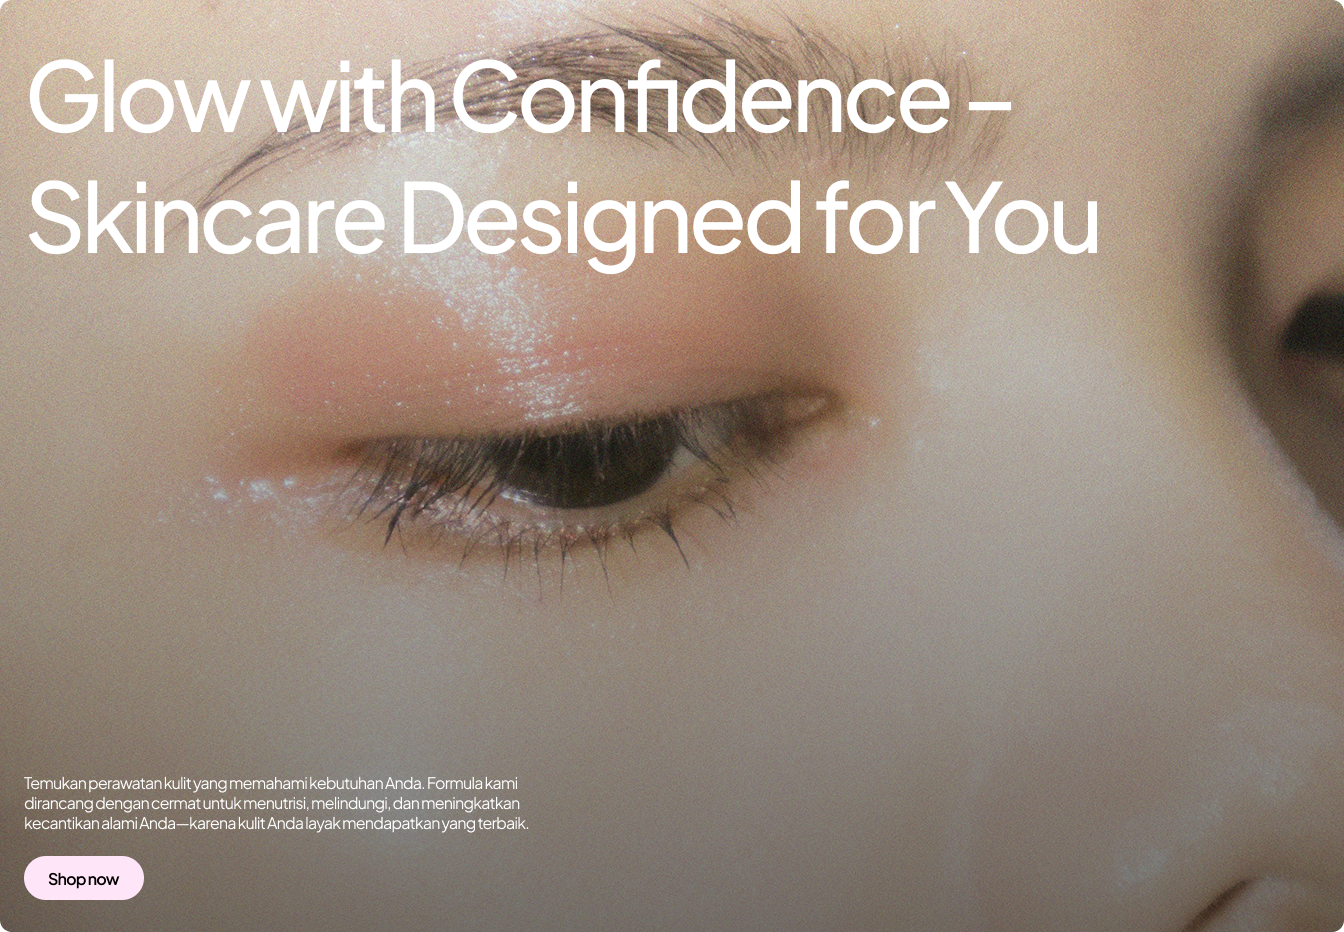 Glow with Confidence –
Skincare Designed for You
Temukan perawatan kulit yang memahami kebutuhan Anda. Formula kami
dirancang dengan cermat untuk menutrisi, melindungi, dan meningkatkan
kecantikan alami Anda—karena kulit Anda layak mendapatkan yang terbaik.
Shop now